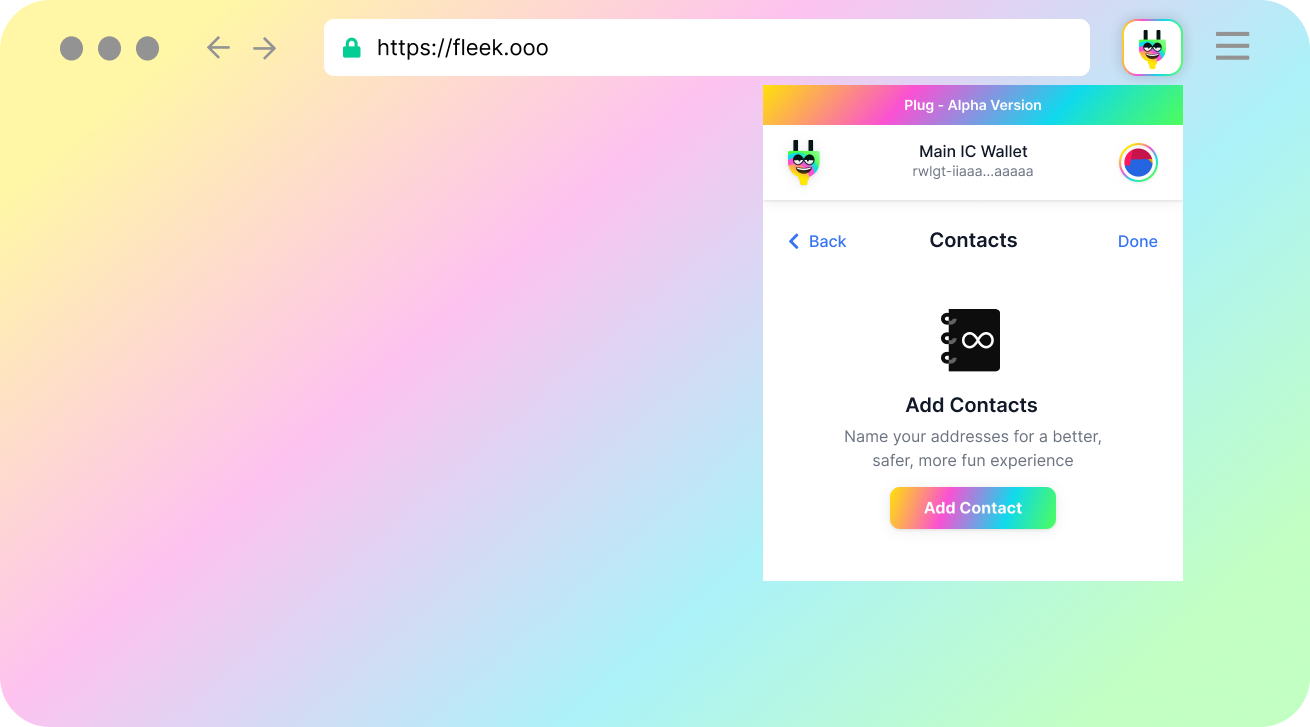 https://fleek.ooo
Plug - Alpha Version
Main IC Wallet
rwlgt-iiaaa...aaaaa
Back
Contacts
Done
Add Contacts
Name your addresses for a better,
safer, more fun experience
Add Contact